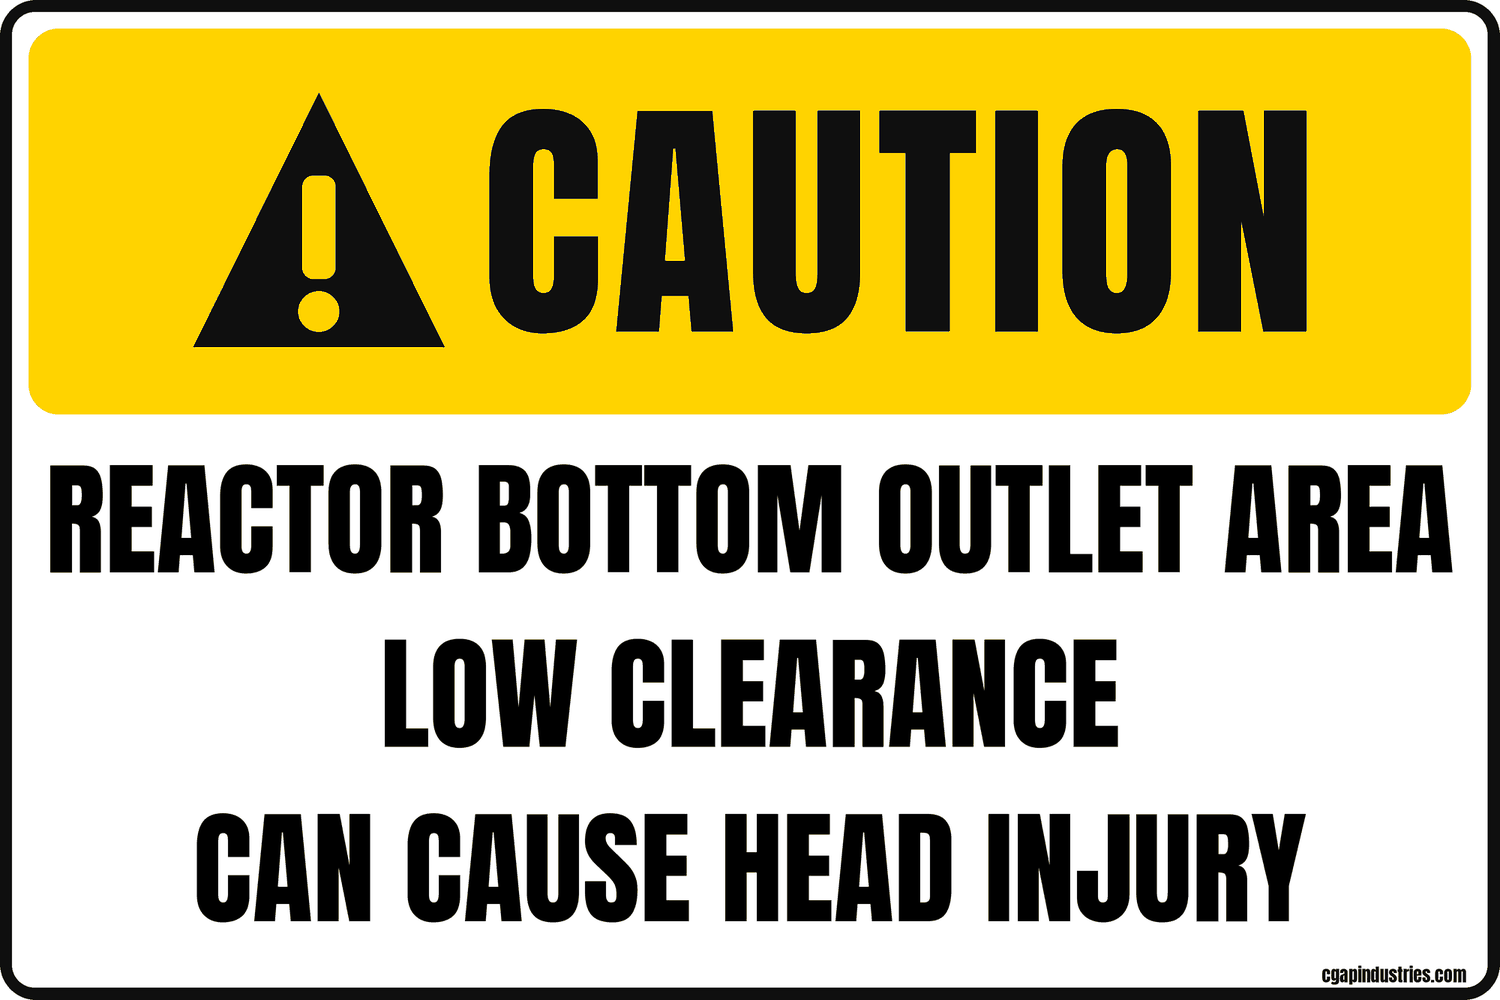 CAUTION
REACTOR BOTTOM OUTLET AREA
LOW CLEARANCE
CAN CAUSE HEAD INJURY
cgapindustries.com